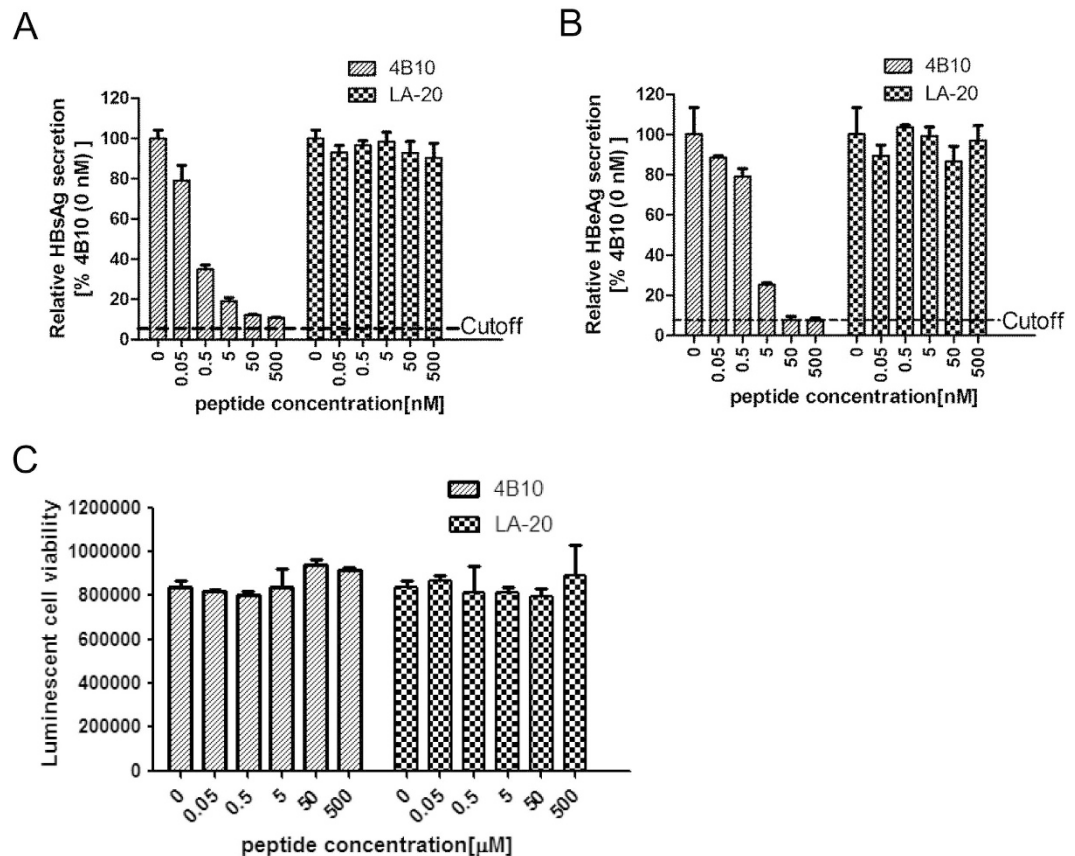 A
4B10
LA-20
Relative HBsAg secretion
[% 4B10 (0 nM) ]
120
100
80
60
40
20
0
Cutoff
0 0.05 0.5 5 50 500 0 0.05 0.5 5 50 500
peptide concentration[nM]
B
4B10
LA-20
Relative HBeAg secretion
[% 4B10 (0 nM) ]
120
100
80
60
40
20
0
Cutoff
0 0.05 0.5 5 50 500 0 0.05 0.5 5 50 500
peptide concentration[nM]
C
4B10
LA-20
Luminescent cell viability
1200000
1000000
800000
600000
400000
200000
0
0 0.05 0.5 5 50 500 0 0.05 0.5 5 50 500
peptide concentration[µM]